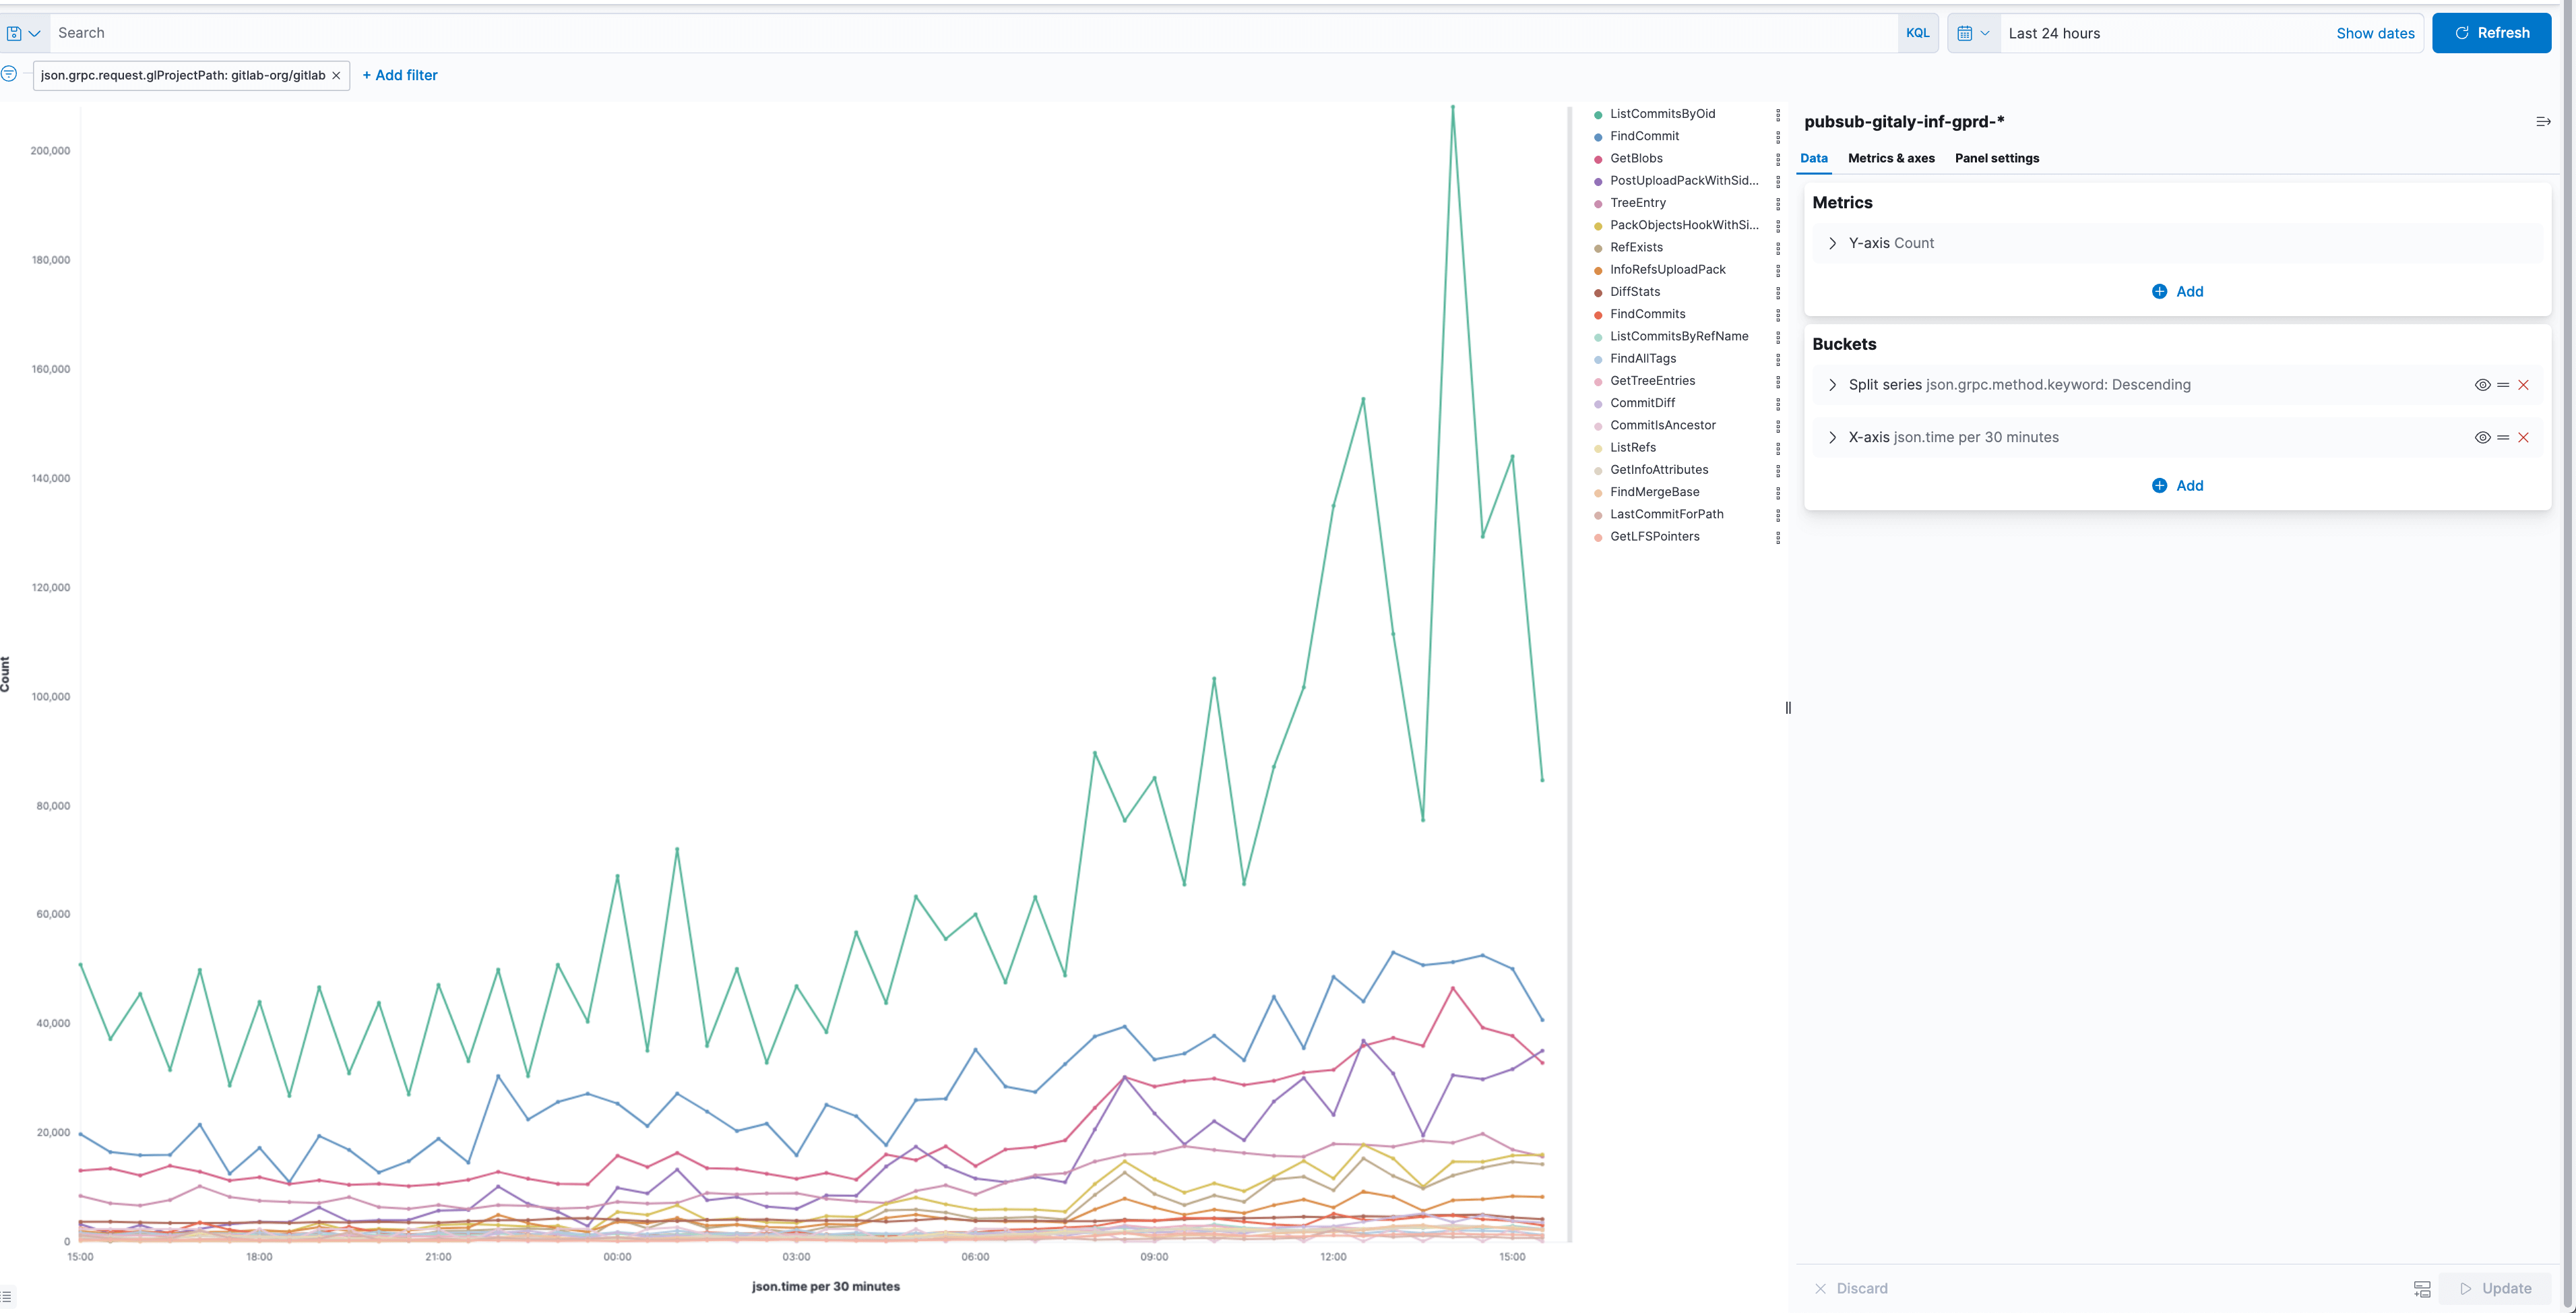 Search
KQL
Last 24 hours
Show dates
Refresh
json.grpc.request.glProjectPath: gitlab-org/gitlab ×
+ Add filter
200,000
180,000
160,000
140,000
120,000
100,000
80,000
60,000
40,000
20,000
0
Count
15:00
18:00
21:00
00:00
03:00
06:00
09:00
12:00
15:00
json.time per 30 minutes
ListCommitsByOid
FindCommit
GetBlobs
PostUploadPackWithSid...
TreeEntry
PackObjectsHookWithSi...
RefExists
InfoRefsUploadPack
DiffStats
FindCommits
ListCommitsByRefName
FindAllTags
GetTreeEntries
CommitDiff
CommitIsAncestor
ListRefs
GetInfoAttributes
FindMergeBase
LastCommitForPath
GetLFSPointers
pubsub-gitaly-inf-gprd-*
Data
Metrics & axes
Panel settings
Metrics
Y-axis Count
Add
Buckets
Split series json.grpc.method.keyword: Descending
X-axis json.time per 30 minutes
Add
Discard
Update